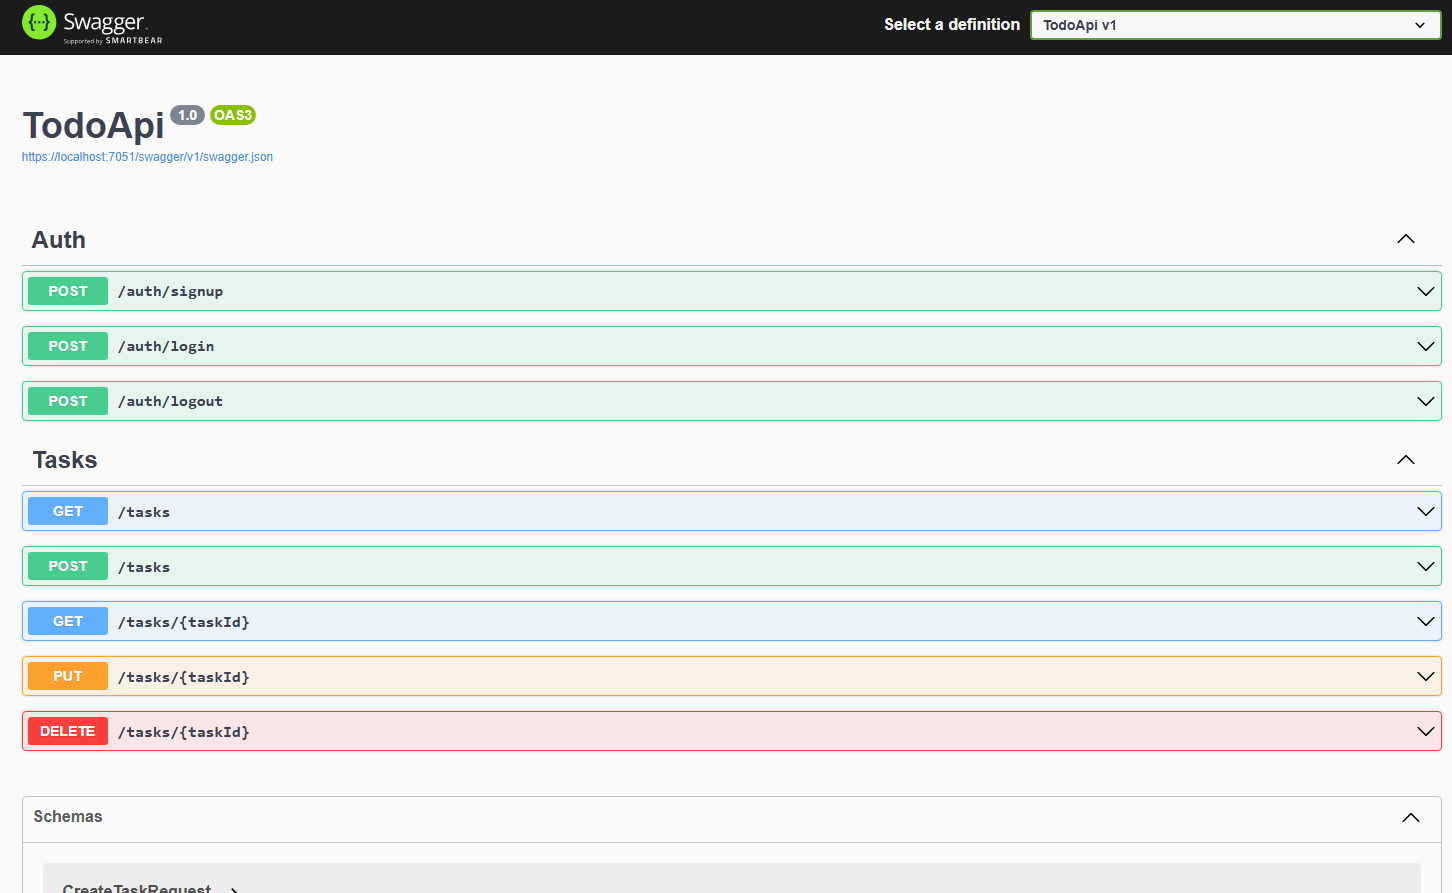 {...} Swagger
Supported by SMARTBEAR
Select a definition
TodoApi v1
TodoApi 1.0 OAS3
https://localhost:7051/swagger/v1/swagger.json
Auth
POST /auth/signup
POST /auth/login
POST /auth/logout
Tasks
GET /tasks
POST /tasks
GET /tasks/{taskId}
PUT /tasks/{taskId}
DELETE /tasks/{taskId}
Schemas
CreateTaskRequest